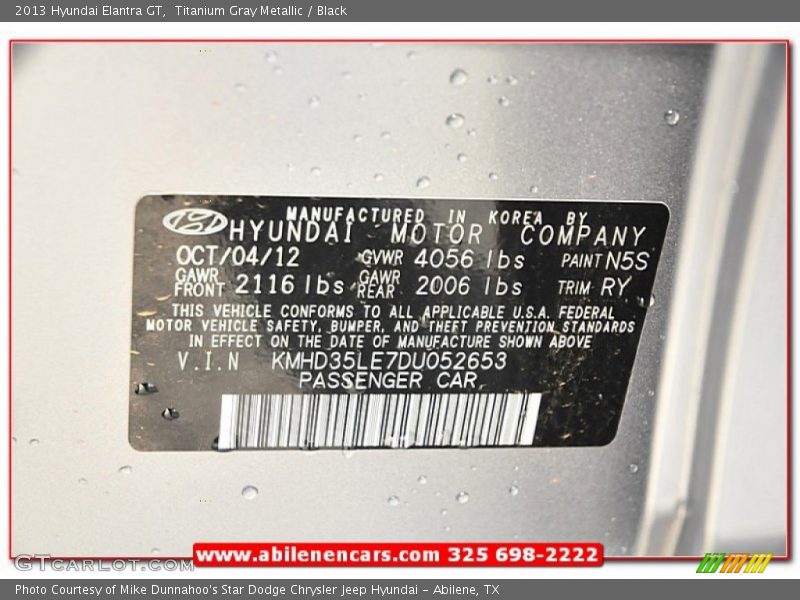 2013 Hyundai Elantra GT,  Titanium Gray Metallic / Black
MANUFACTURED IN KOREA BY
HYUNDAI MOTOR COMPANY
OCT/04/12 GVWR 4056 lbs PAINT N5S
GAWR FRONT 2116 lbs GAWR REAR 2006 lbs TRIM RY
THIS VEHICLE CONFORMS TO ALL APPLICABLE U.S.A. FEDERAL
MOTOR VEHICLE SAFETY, BUMPER, AND THEFT PREVENTION STANDARDS
IN EFFECT ON THE DATE OF MANUFACTURE SHOWN ABOVE
V.I.N KMHD35LE7DU052653
PASSENGER CAR
www.abilenencars.com 325 698-2222
GTcarlot.com
Photo Courtesy of Mike Dunnahoo's Star Dodge Chrysler Jeep Hyundai - Abilene, TX